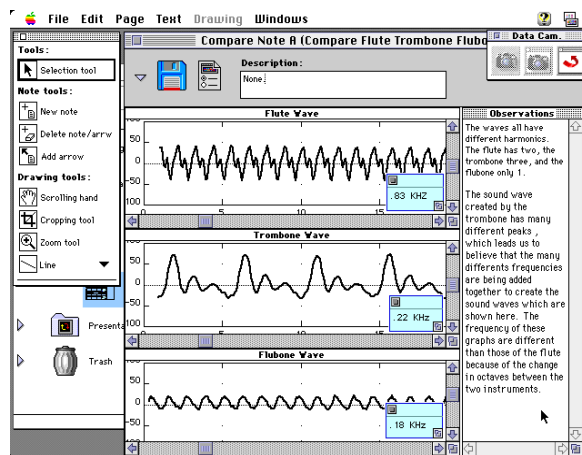 File Edit Page Text Drawing Windows
Tools:
Selection tool
Note tools:
New note
Delete note/arrw
Add arrow
Drawing tools:
Scrolling hand
Cropping tool
Zoom tool
Line
Presenta
Trash
Compare Note A (Compare Flute Trombone Flubo
Data Cam.
Description:
None.
Flute Wave
50
0
50
100
0
5
10
15
.83 KHZ
Trombone Wave
100
50
0
50
100
.22 KHz
Flubone Wave
50
0
50
.18 KHz
Observations
The waves all have
different harmonics.
The flute has two, the
trombone three, and the
flubone only 1.
The sound wave
created by the
trombone has many
different peaks ,
which leads us to
believe that the many
differents frequencies
are being added
together to create the
sound waves which are
shown here. The
frequency of these
graphs are different
than those of the flute
because of the change
in octaves between the
two instruments.